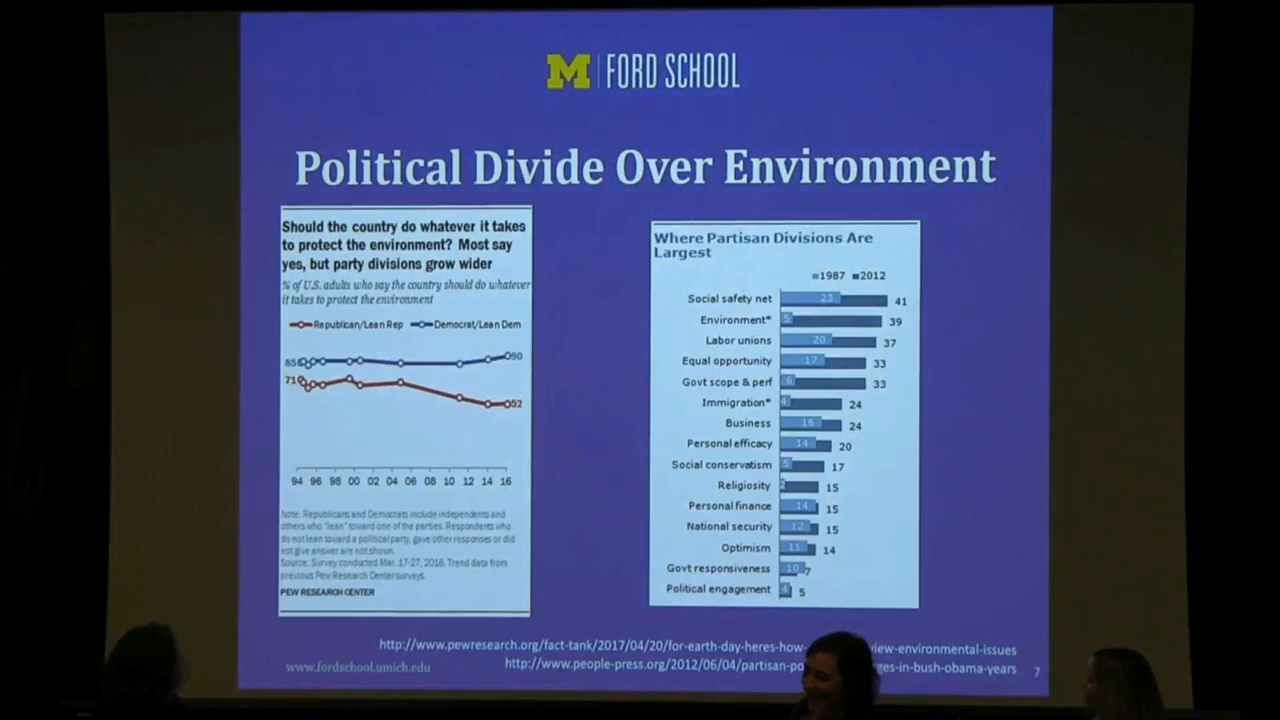 M | FORD SCHOOL
Political Divide Over Environment
Should the country do whatever it takes
to protect the environment? Most say
yes, but party divisions grow wider
% of U.S. adults who say the country should do whatever
it takes to protect the environment
Republican/Lean Rep Democrat/Lean Dem
85 90
71 52
94 96 98 00 02 04 06 08 10 12 14 16
Note: Republicans and Democrats include independents and
others who "lean" toward one of the parties. Respondents who
do not lean toward a political party, gave other responses or did
not give answer are not shown.
Source: Survey conducted Mar. 17-27, 2016. Trend data from
previous Pew Research Center surveys.
PEW RESEARCH CENTER
Where Partisan Divisions Are
Largest
1987 2012
Social safety net 23 41
Environment* 5 39
Labor unions 20 37
Equal opportunity 17 33
Govt scope & perf 6 33
Immigration* 4 24
Business 16 24
Personal efficacy 14 20
Social conservatism 5 17
Religiosity 2 15
Personal finance 14 15
National security 12 15
Optimism 11 14
Govt responsiveness 10 7
Political engagement 4 5
http://www.pewresearch.org/fact-tank/2017/04/20/for-earth-day-heres-how- view-environmental-issues
http://www.people-press.org/2012/06/04/partisan-po ges-in-bush-obama-years
www.fordschool.umich.edu 7